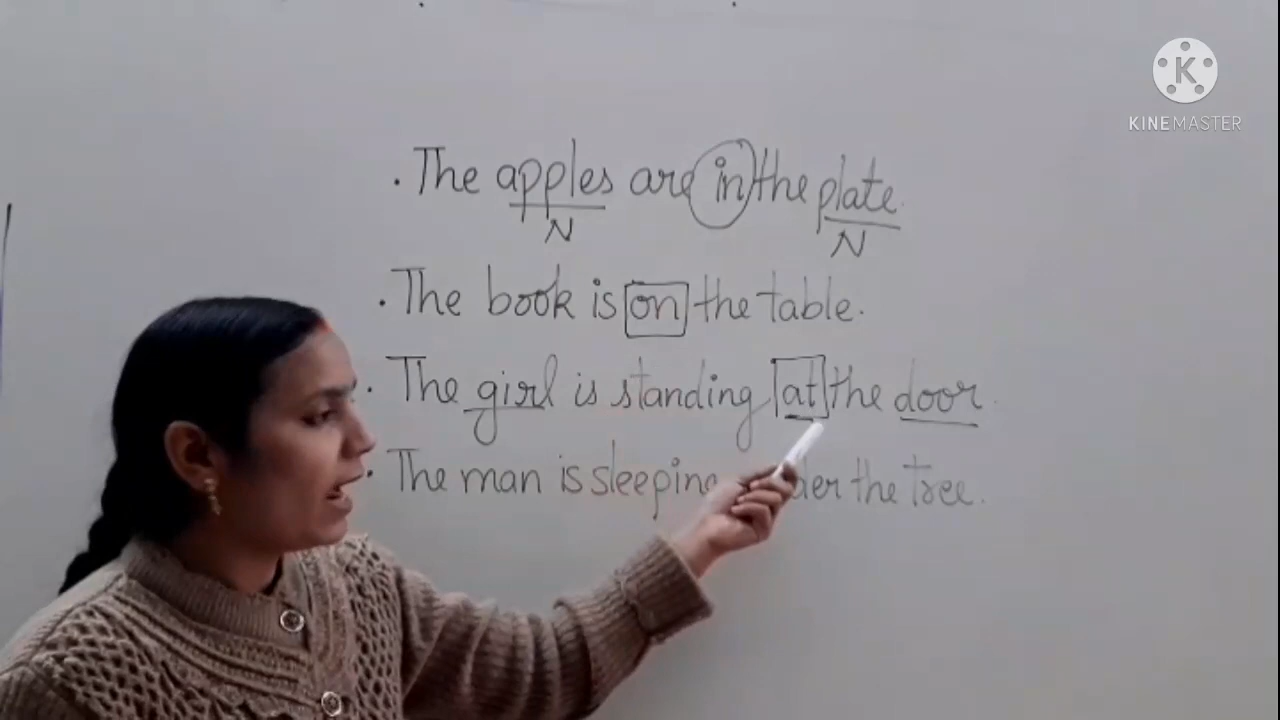 KINEMASTER
. The apples are in the plate.
N N
. The book is on the table.
. The girl is standing at the door.
. The man is sleeping the tree.